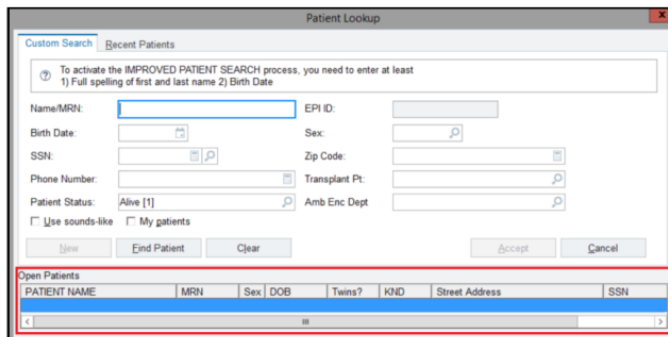 Patient Lookup
x
Custom Search Recent Patients
To activate the IMPROVED PATIENT SEARCH process, you need to enter at least
1) Full spelling of first and last name 2) Birth Date
Name/MRN: EPI ID:
Birth Date: Sex:
SSN: Zip Code:
Phone Number: Transplant Pt:
Patient Status: Alive [1] Amb Enc Dept
Use sounds-like My patients
New Find Patient Clear Accept Cancel
Open Patients
PATIENT NAME MRN Sex DOB Twins? KND Street Address SSN